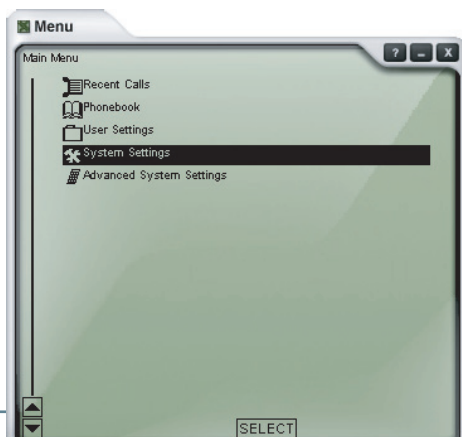 Menu
Main Menu
? - X
Recent Calls
Phonebook
User Settings
System Settings
Advanced System Settings
SELECT